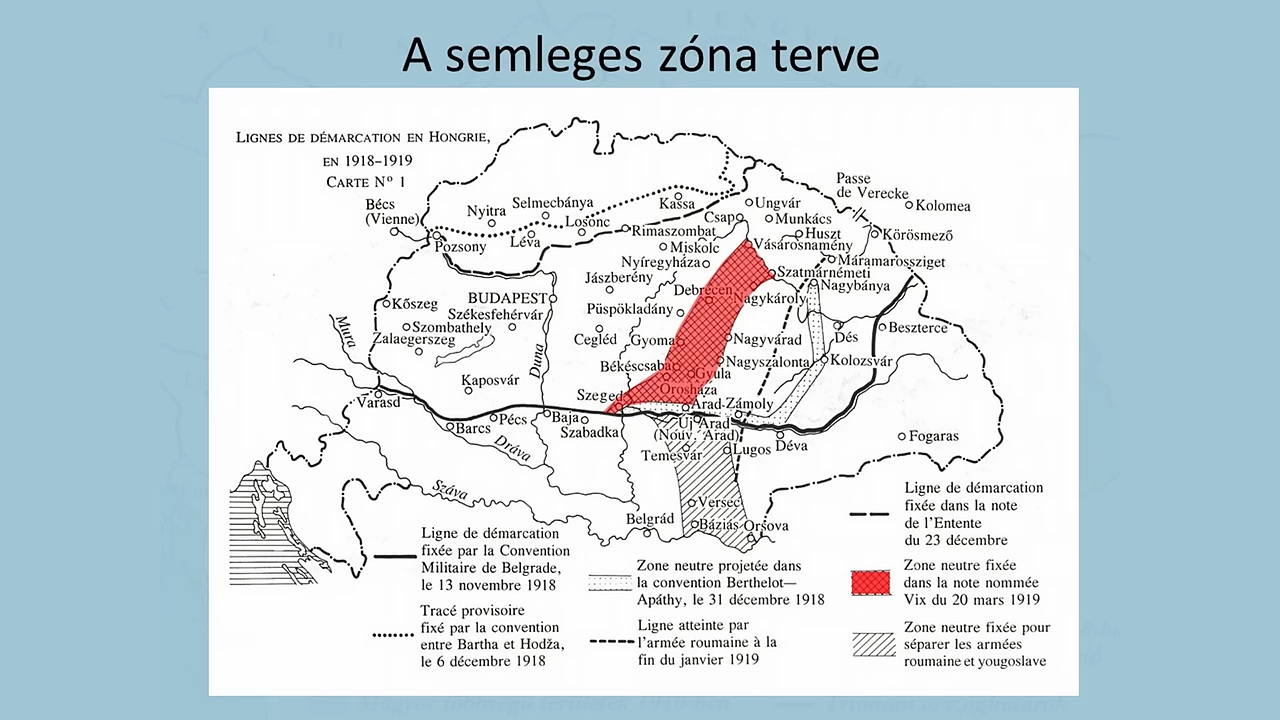 A semleges zóna terve
LIGNES DE DÉMARCATION EN HONGRIE,
EN 1918–1919
CARTE Nº 1
Bécs
(Vienne)
Nyitra
Selmecbánya
Losonc
Kassa
Pozsony
Léva
Rimaszombat
Csap
Ungvár
Munkács
Passe
de Verecke
Kolomea
Huszt
Körösmező
Miskolc
Vásárosnamény
Nyíregyháza
Máramarossziget
Jászberény
Szatmárnémeti
Nagybánya
Kőszeg
BUDAPEST
Székesfehérvár
Debrecen
Nagykároly
Püspökladány
Szombathely
Zalaegerszeg
Mura
Duna
Cegléd
Gyoma
Nagyvárad
Dés
Beszterce
Békéscsaba
Nagyszalonta
Kolozsvár
Gyula
Kaposvár
Orosháza
Szeged
Varasd
Arad-Zámoly
Barcs
Pécs
Baja
Szabadka
Uj Arad
(Nouv. Arad)
Dráva
Temesvár
Lugos
Déva
Fogaras
Száva
Versec
Belgrád
Báziás
Orsova
Ligne de démarcation
fixée par la Convention
Militaire de Belgrade,
le 13 novembre 1918
Tracé provisoire
fixé par la convention
entre Bartha et Hodža,
le 6 décembre 1918
Zone neutre projetée dans
la convention Berthelot—
Apáthy, le 31 décembre 1918
Ligne atteinte par
l'armée roumaine à la
fin du janvier 1919
Ligne de démarcation
fixée dans la note
de l'Entente
du 23 décembre
Zone neutre fixée
dans la note nommée
Vix du 20 mars 1919
Zone neutre fixée pour
séparer les armées
roumaine et yougoslave